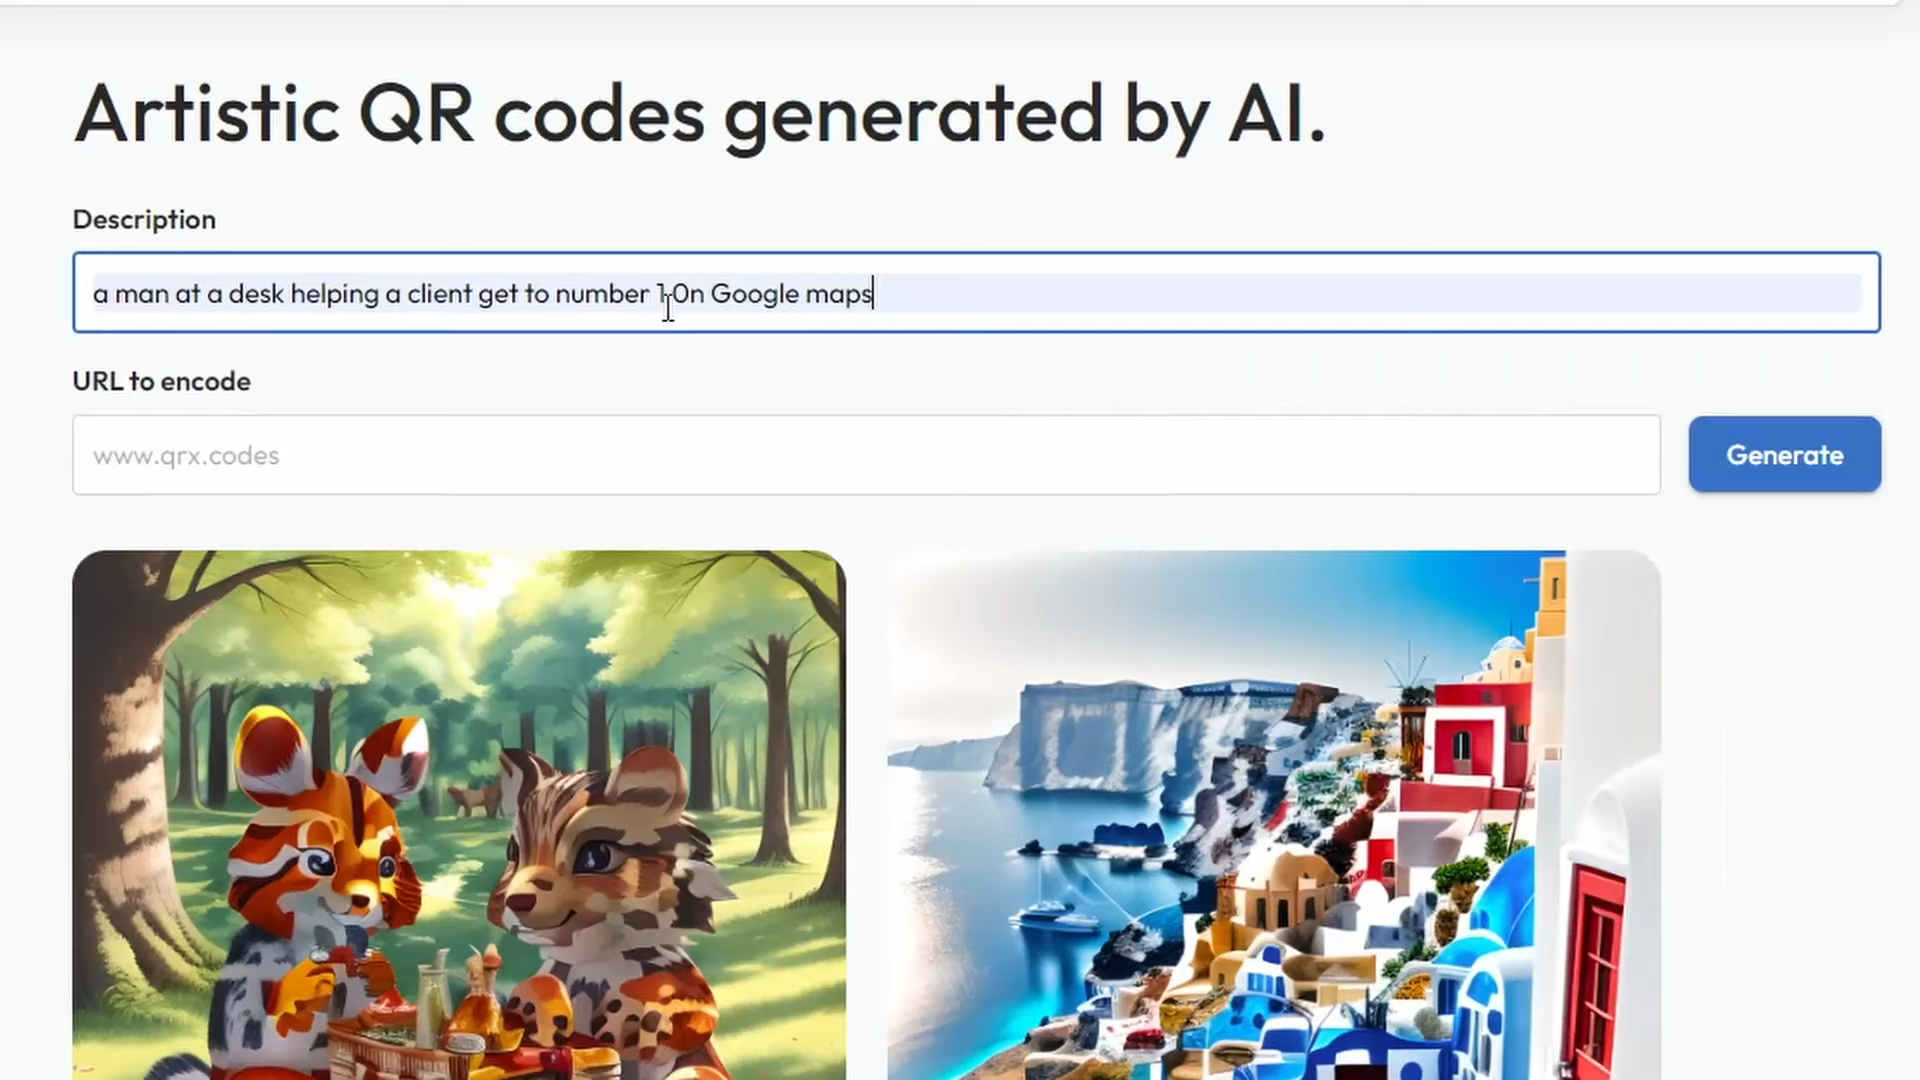 Artistic QR codes generated by AI.
Description
a man at a desk helping a client get to number 1 0n Google maps
URL to encode
www.qrx.codes
Generate